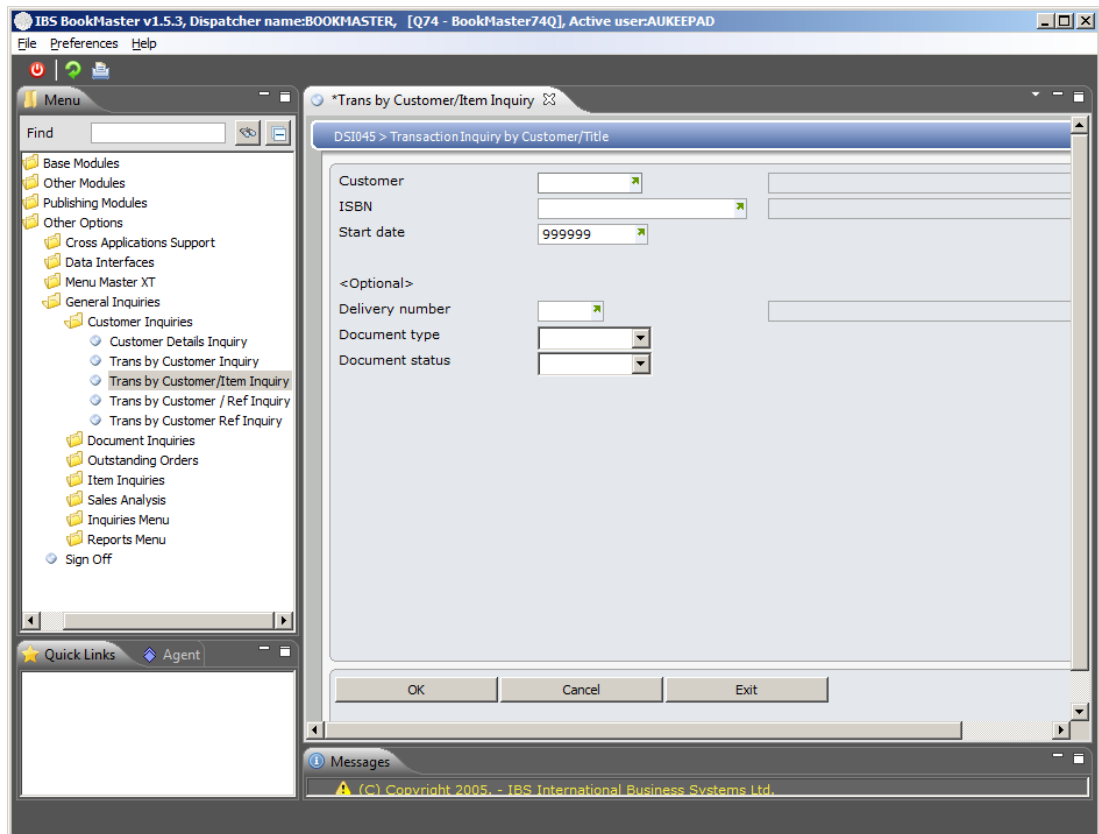 IBS BookMaster v1.5.3, Dispatcher name:BOOKMASTER, [Q74 - BookMaster74Q], Active user:AUKEEPAD
File Preferences Help
Menu
Find
Base Modules
Other Modules
Publishing Modules
Other Options
Cross Applications Support
Data Interfaces
Menu Master XT
General Inquiries
Customer Inquiries
Customer Details Inquiry
Trans by Customer Inquiry
Trans by Customer/Item Inquiry
Trans by Customer / Ref Inquiry
Trans by Customer Ref Inquiry
Document Inquiries
Outstanding Orders
Item Inquiries
Sales Analysis
Inquiries Menu
Reports Menu
Sign Off
Quick Links Agent
*Trans by Customer/Item Inquiry
DSI045 > Transaction Inquiry by Customer/Title
Customer
ISBN
Start date 999999
<Optional>
Delivery number
Document type
Document status
OK Cancel Exit
Messages
(C) Copyright 2005. - IBS International Business Systems Ltd.